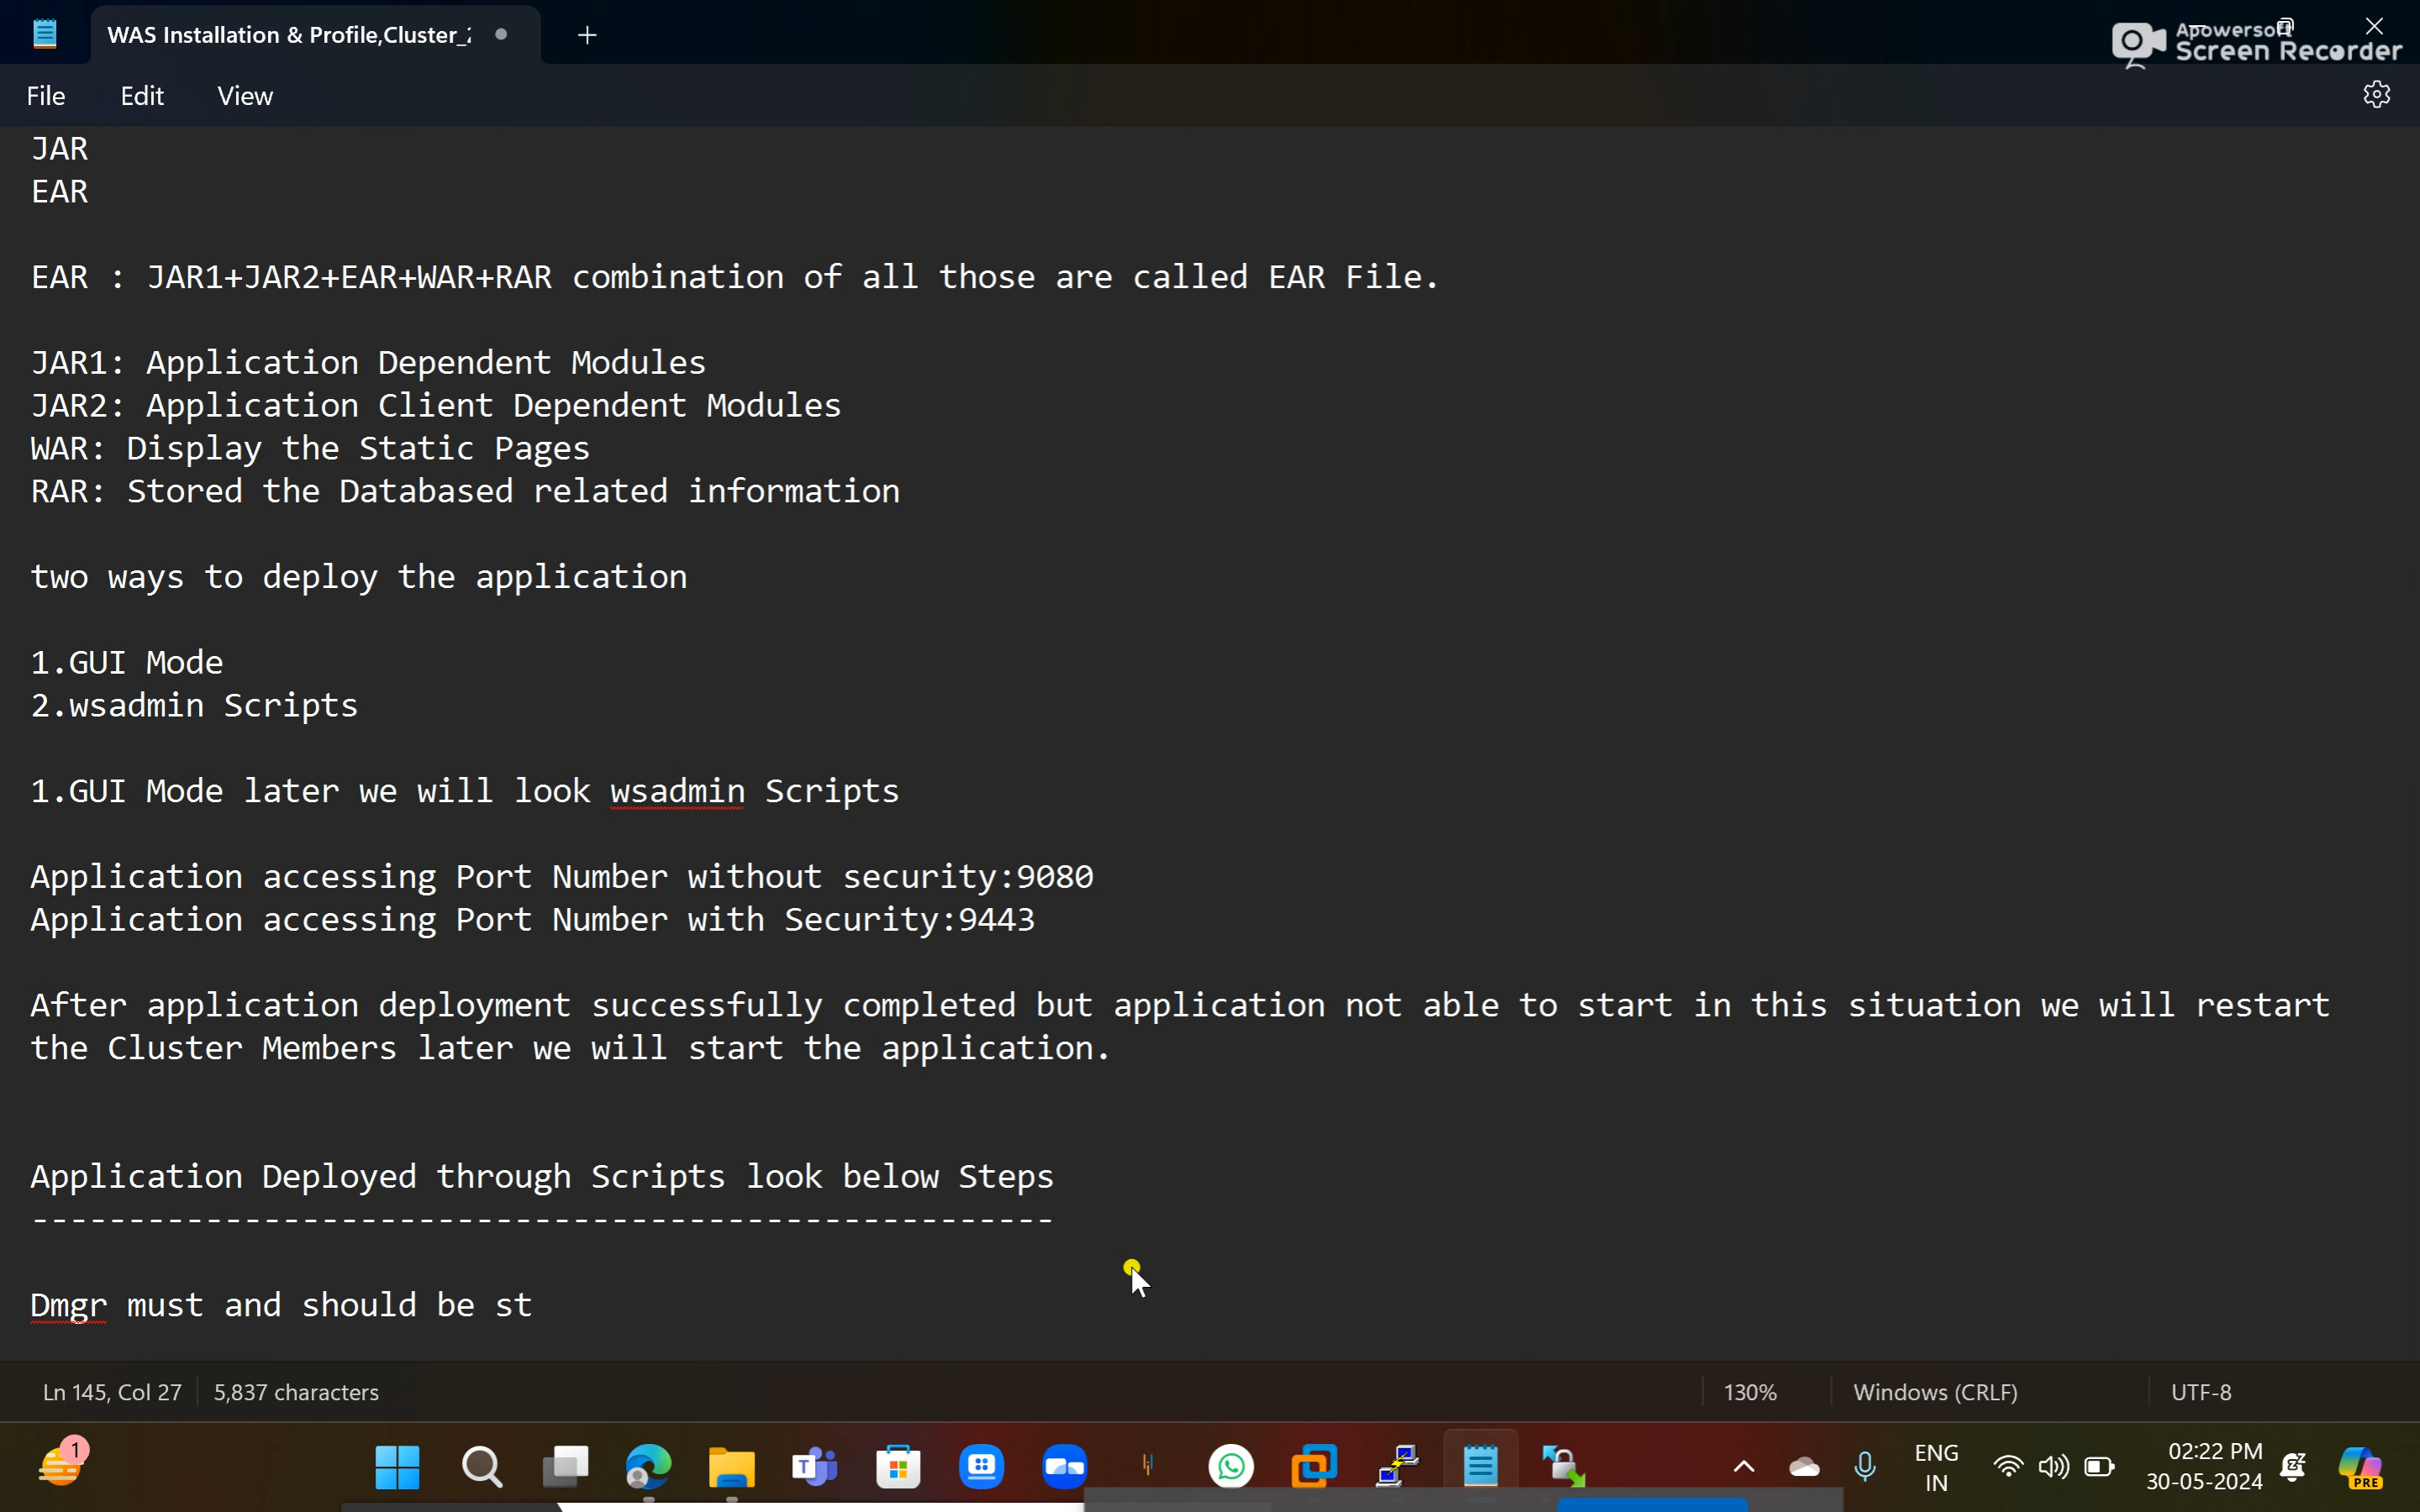 WAS Installation & Profile,Cluster_
Apowersoft
Screen Recorder
File Edit View
JAR
EAR
EAR : JAR1+JAR2+EAR+WAR+RAR combination of all those are called EAR File.
JAR1: Application Dependent Modules
JAR2: Application Client Dependent Modules
WAR: Display the Static Pages
RAR: Stored the Databased related information
two ways to deploy the application
1.GUI Mode
2.wsadmin Scripts
1.GUI Mode later we will look wsadmin Scripts
Application accessing Port Number without security:9080
Application accessing Port Number with Security:9443
After application deployment successfully completed but application not able to start in this situation we will restart
the Cluster Members later we will start the application.
Application Deployed through Scripts look below Steps
-----------------------------------------------------
Dmgr must and should be st
Ln 145, Col 27 5,837 characters 130% Windows (CRLF) UTF-8
1
T
ENG
IN
02:22 PM
30-05-2024
PRE